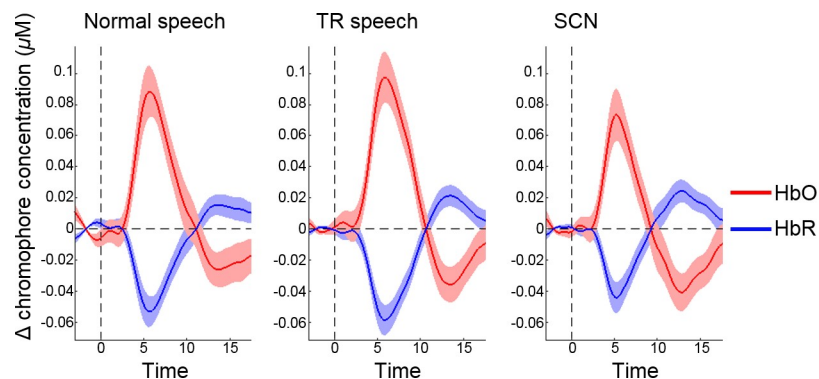 Normal speech TR speech SCN
Δ chromophore concentration (µM)
0.1 0.1 0.1
0.08 0.08 0.08
0.06 0.06 0.06
0.04 0.04 0.04
0.02 0.02 0.02
0 0 0
-0.02 -0.02 -0.02
-0.04 -0.04 -0.04
-0.06 -0.06 -0.06
0 5 10 15 0 5 10 15 0 5 10 15
Time Time Time
HbO
HbR